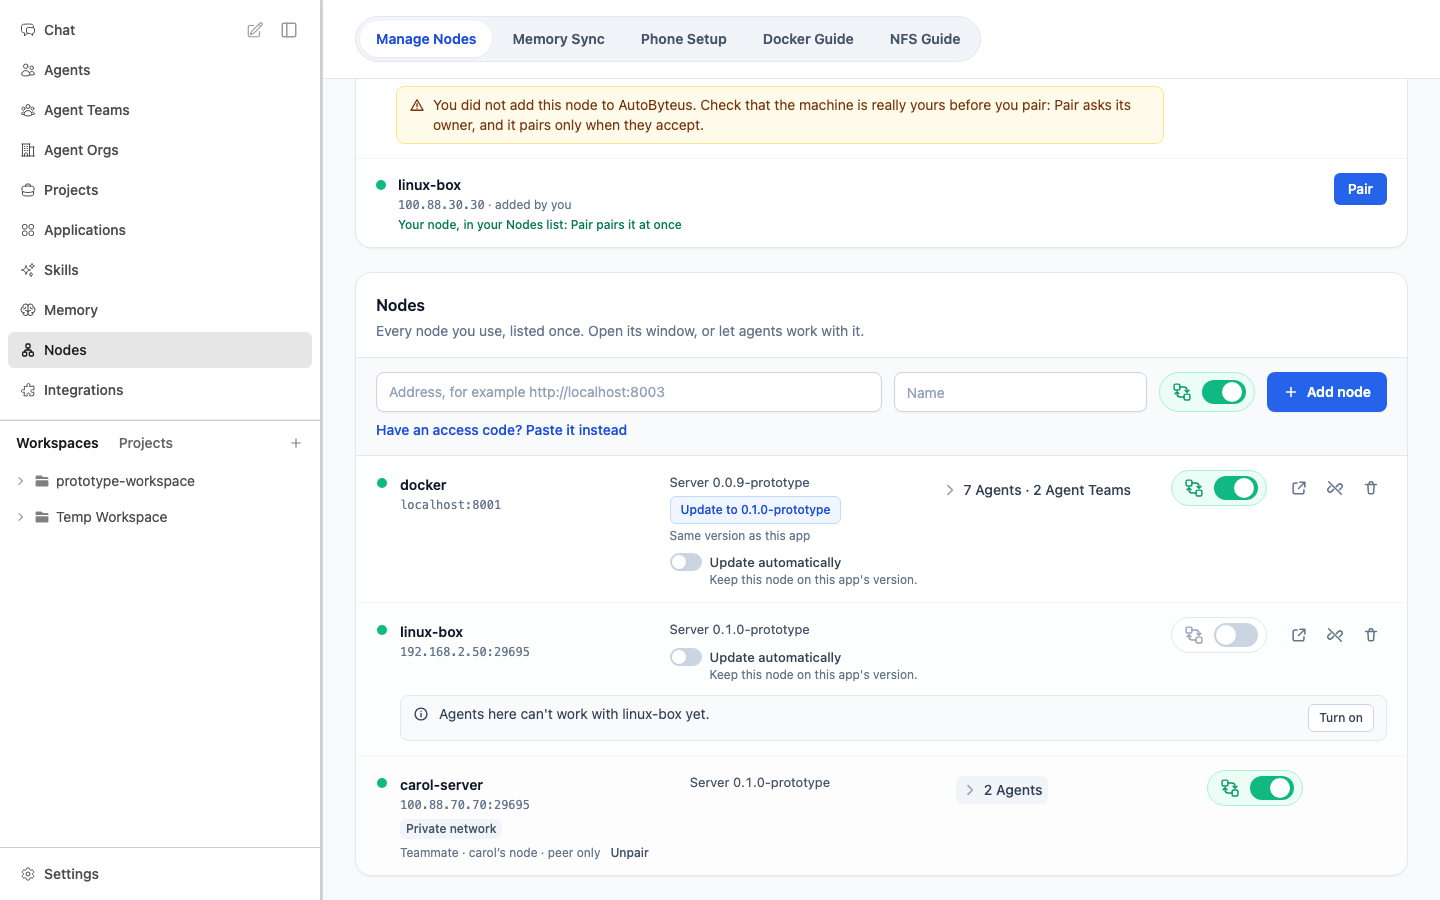 Chat
Agents
Agent Teams
Agent Orgs
Projects
Applications
Skills
Memory
Nodes
Integrations
Workspaces Projects
prototype-workspace
Temp Workspace
Settings
Manage Nodes Memory Sync Phone Setup Docker Guide NFS Guide
You did not add this node to AutoByteus. Check that the machine is really yours before you pair: Pair asks its
owner, and it pairs only when they accept.
linux-box
100.88.30.30 · added by you
Your node, in your Nodes list: Pair pairs it at once
Pair
Nodes
Every node you use, listed once. Open its window, or let agents work with it.
Address, for example http://localhost:8003
Name
Add node
Have an access code? Paste it instead
docker
localhost:8001
Server 0.0.9-prototype
Update to 0.1.0-prototype
Same version as this app
Update automatically
Keep this node on this app's version.
7 Agents · 2 Agent Teams
linux-box
192.168.2.50:29695
Server 0.1.0-prototype
Update automatically
Keep this node on this app's version.
Agents here can't work with linux-box yet.
Turn on
carol-server
100.88.70.70:29695
Private network
Teammate · carol's node · peer only Unpair
Server 0.1.0-prototype
2 Agents